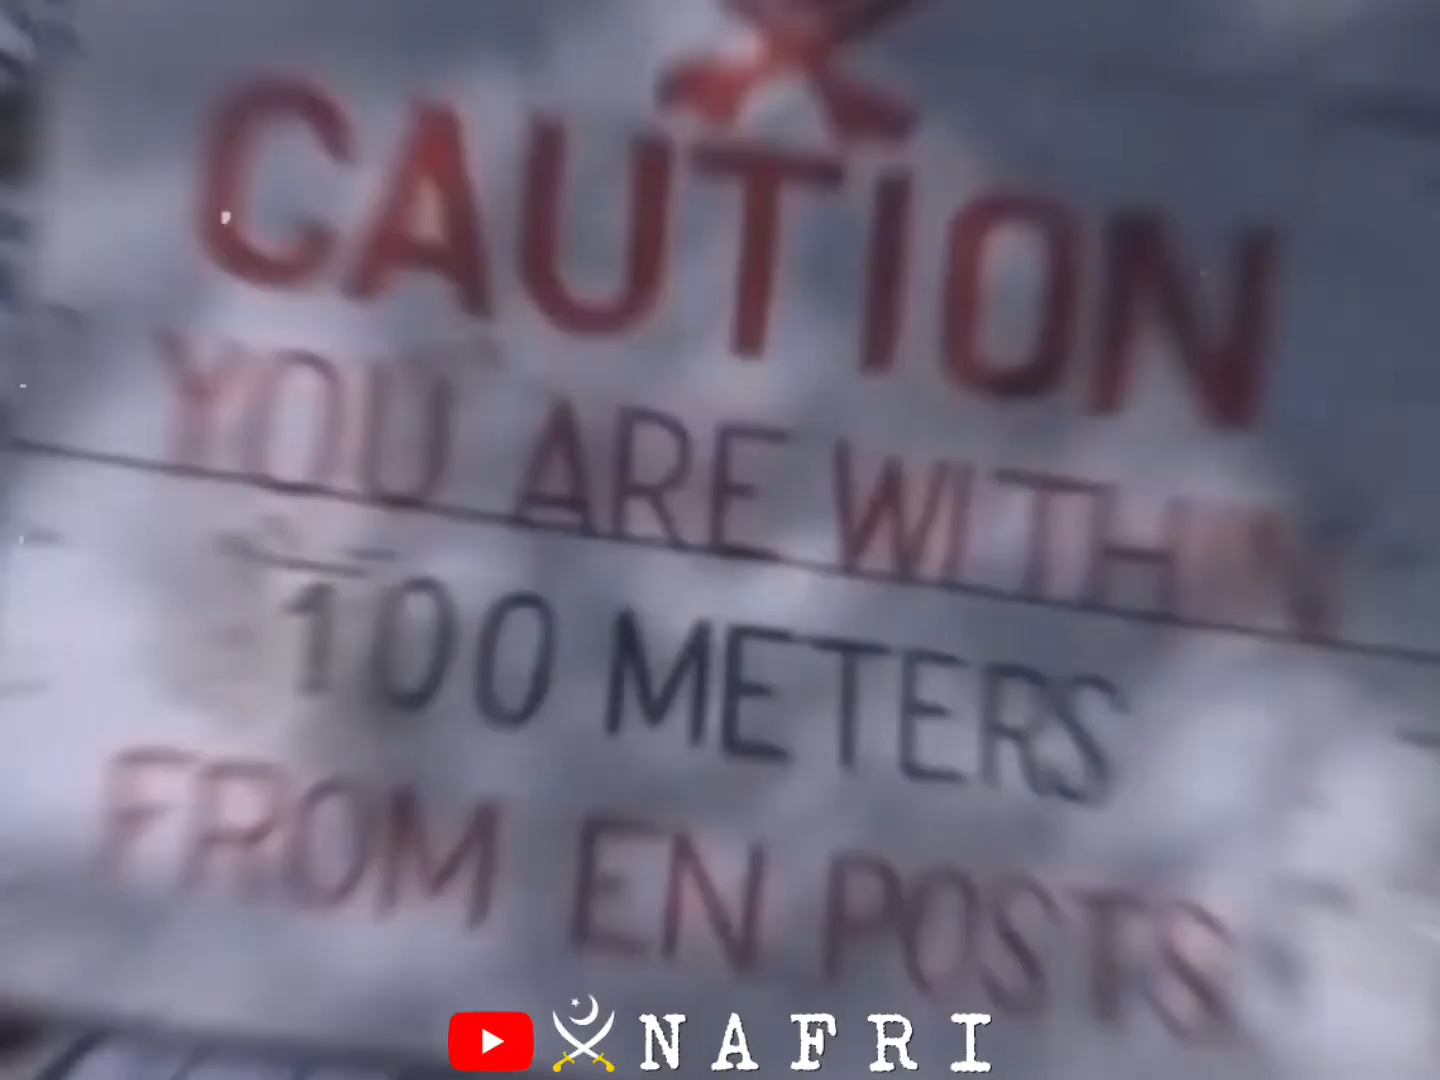 CAUTION
YOU ARE WITHIN
100 METERS
FROM EN POSTS
NAFRI